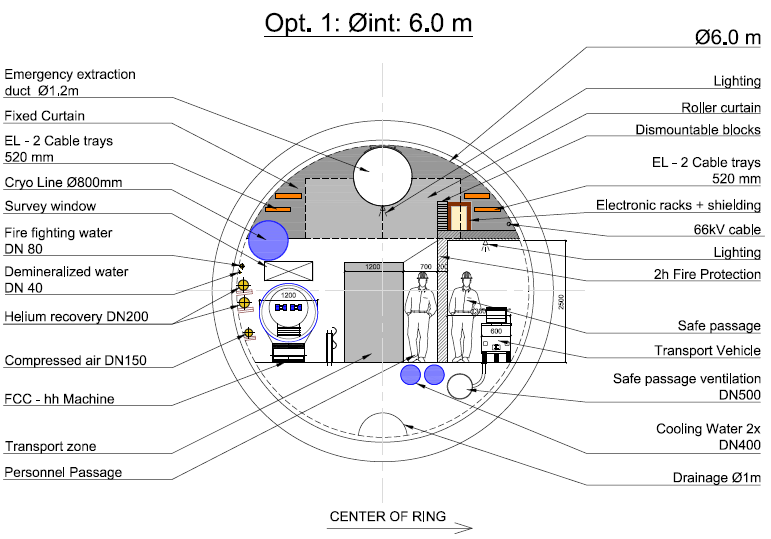 Opt. 1: Øint: 6.0 m
Emergency extraction
duct Ø1,2m
Fixed Curtain
EL - 2 Cable trays
520 mm
Cryo Line Ø800mm
Survey window
Fire fighting water
DN 80
Demineralized water
DN 40
Helium recovery DN200
Compressed air DN150
FCC - hh Machine
Transport zone
Personnel Passage
1200
1200
700
200
2500
600
Ø6.0 m
Lighting
Roller curtain
Dismountable blocks
EL - 2 Cable trays
520 mm
Electronic racks + shielding
66kV cable
Lighting
2h Fire Protection
Safe passage
Transport Vehicle
Safe passage ventilation
DN500
Cooling Water 2x
DN400
Drainage Ø1m
CENTER OF RING